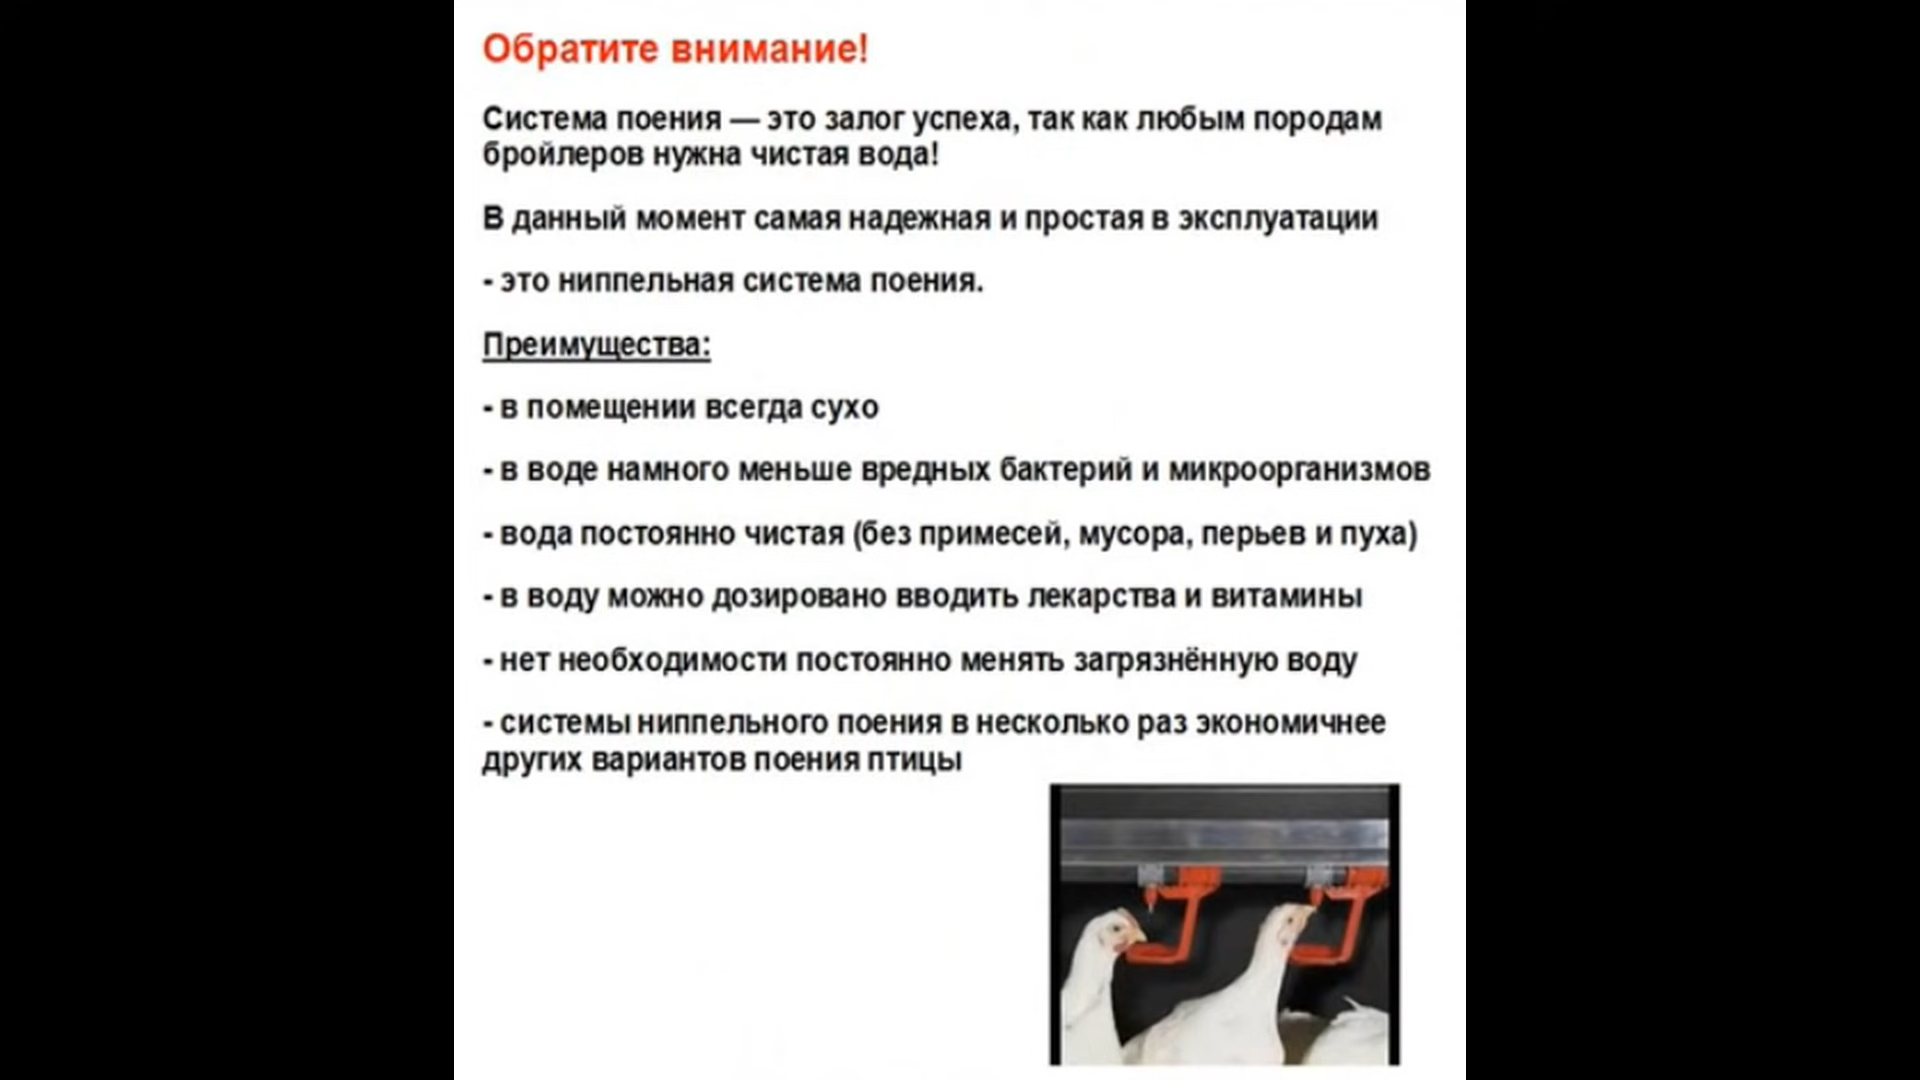 Обратите внимание!
Система поения — это залог успеха, так как любым породам
бройлеров нужна чистая вода!
В данный момент самая надежная и простая в эксплуатации
- это ниппельная система поения.
Преимущества:
- в помещении всегда сухо
- в воде намного меньше вредных бактерий и микроорганизмов
- вода постоянно чистая (без примесей, мусора, перьев и пуха)
- в воду можно дозировано вводить лекарства и витамины
- нет необходимости постоянно менять загрязнённую воду
- системы ниппельного поения в несколько раз экономичнее
других вариантов поения птицы